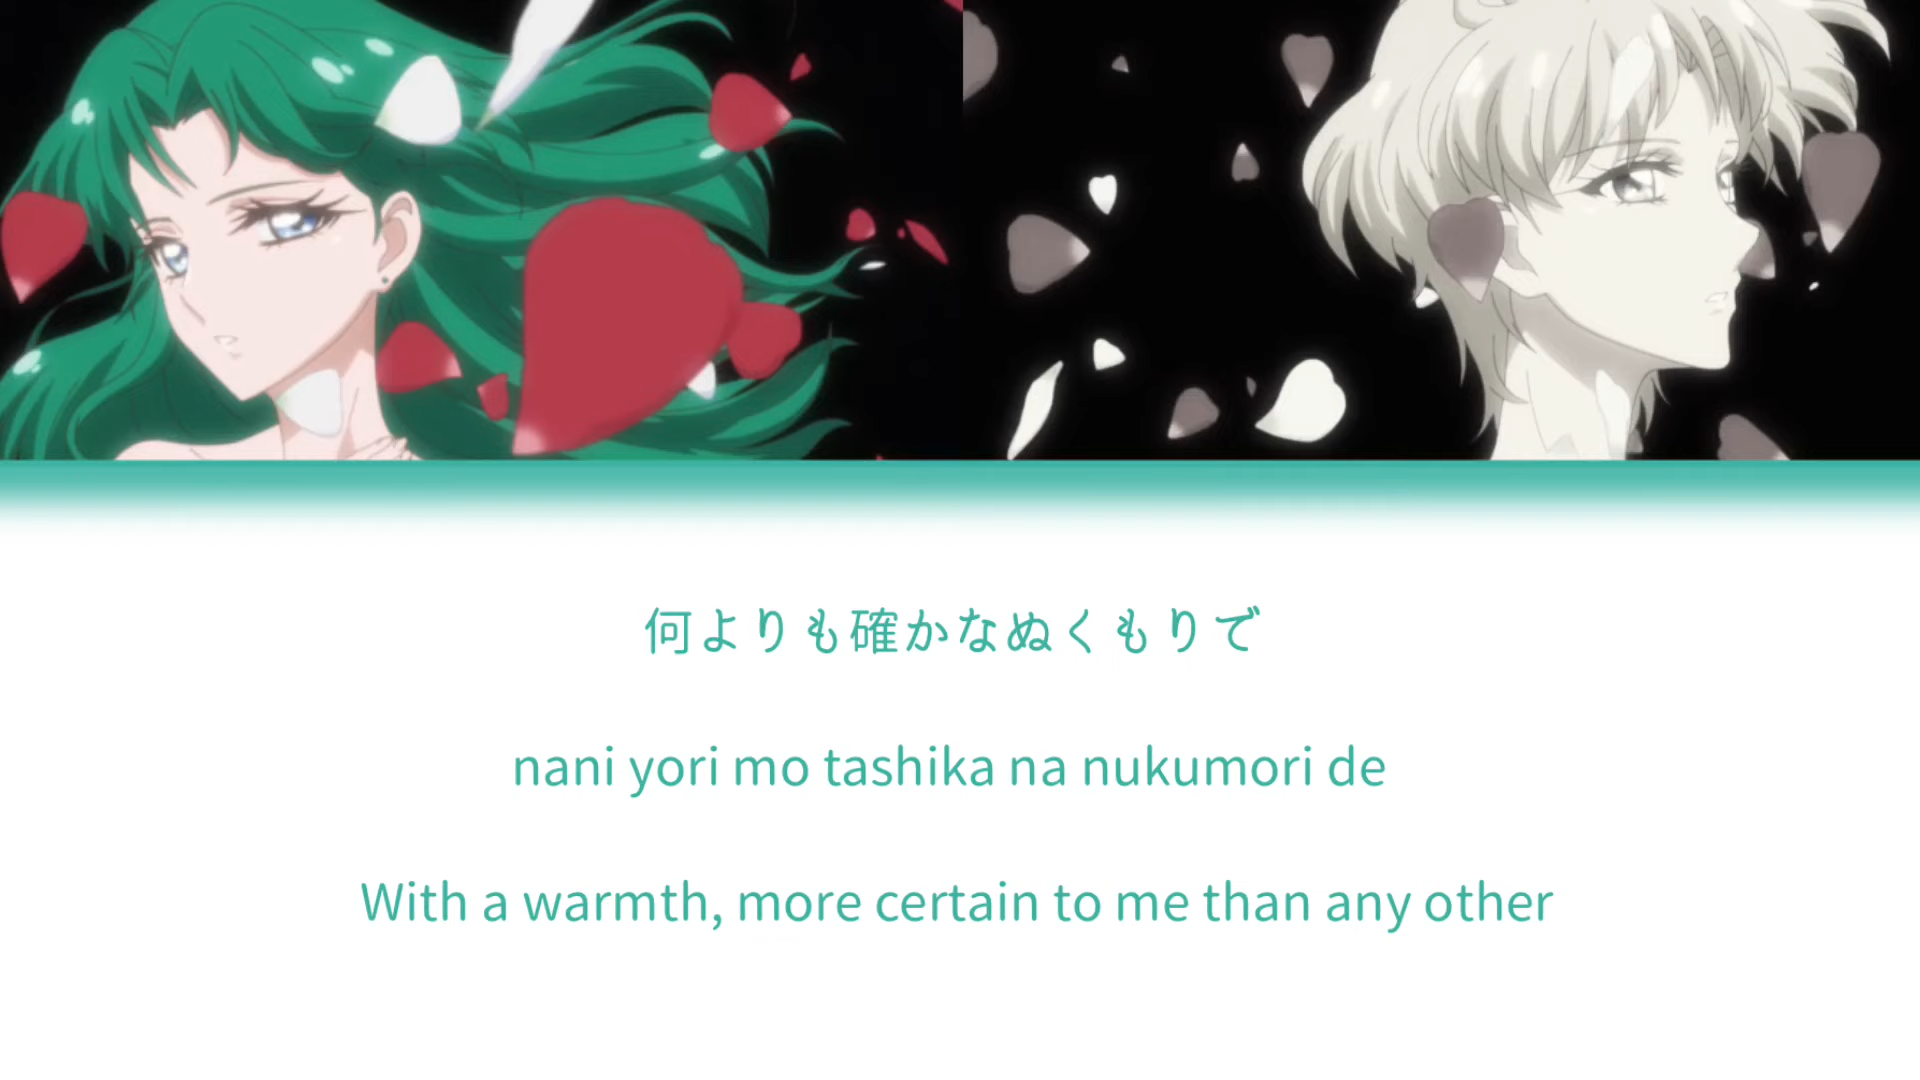 何よりも確かなぬくもりで
nani yori mo tashika na nukumori de
With a warmth, more certain to me than any other